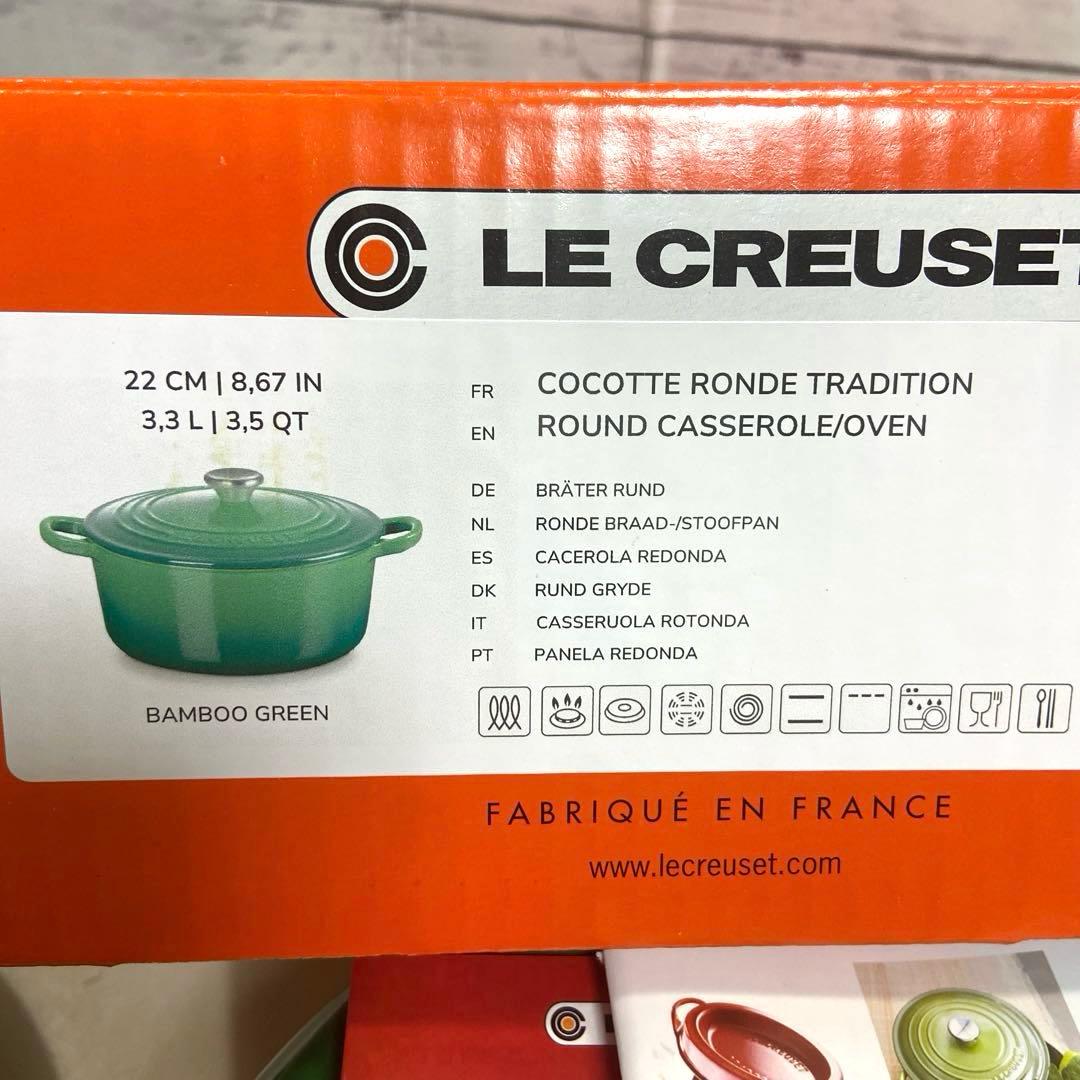 LE CREUSET
22 CM | 8,67 IN
3,3 L | 3,5 QT
BAMBOO GREEN
FR COCOTTE RONDE TRADITION
EN ROUND CASSEROLE/OVEN
DE BRÄTER RUND
NL RONDE BRAAD-/STOOFPAN
ES CACEROLA REDONDA
DK RUND GRYDE
IT CASSERUOLA ROTONDA
PT PANELA REDONDA
FABRIQUÉ EN FRANCE
www.lecreuset.com